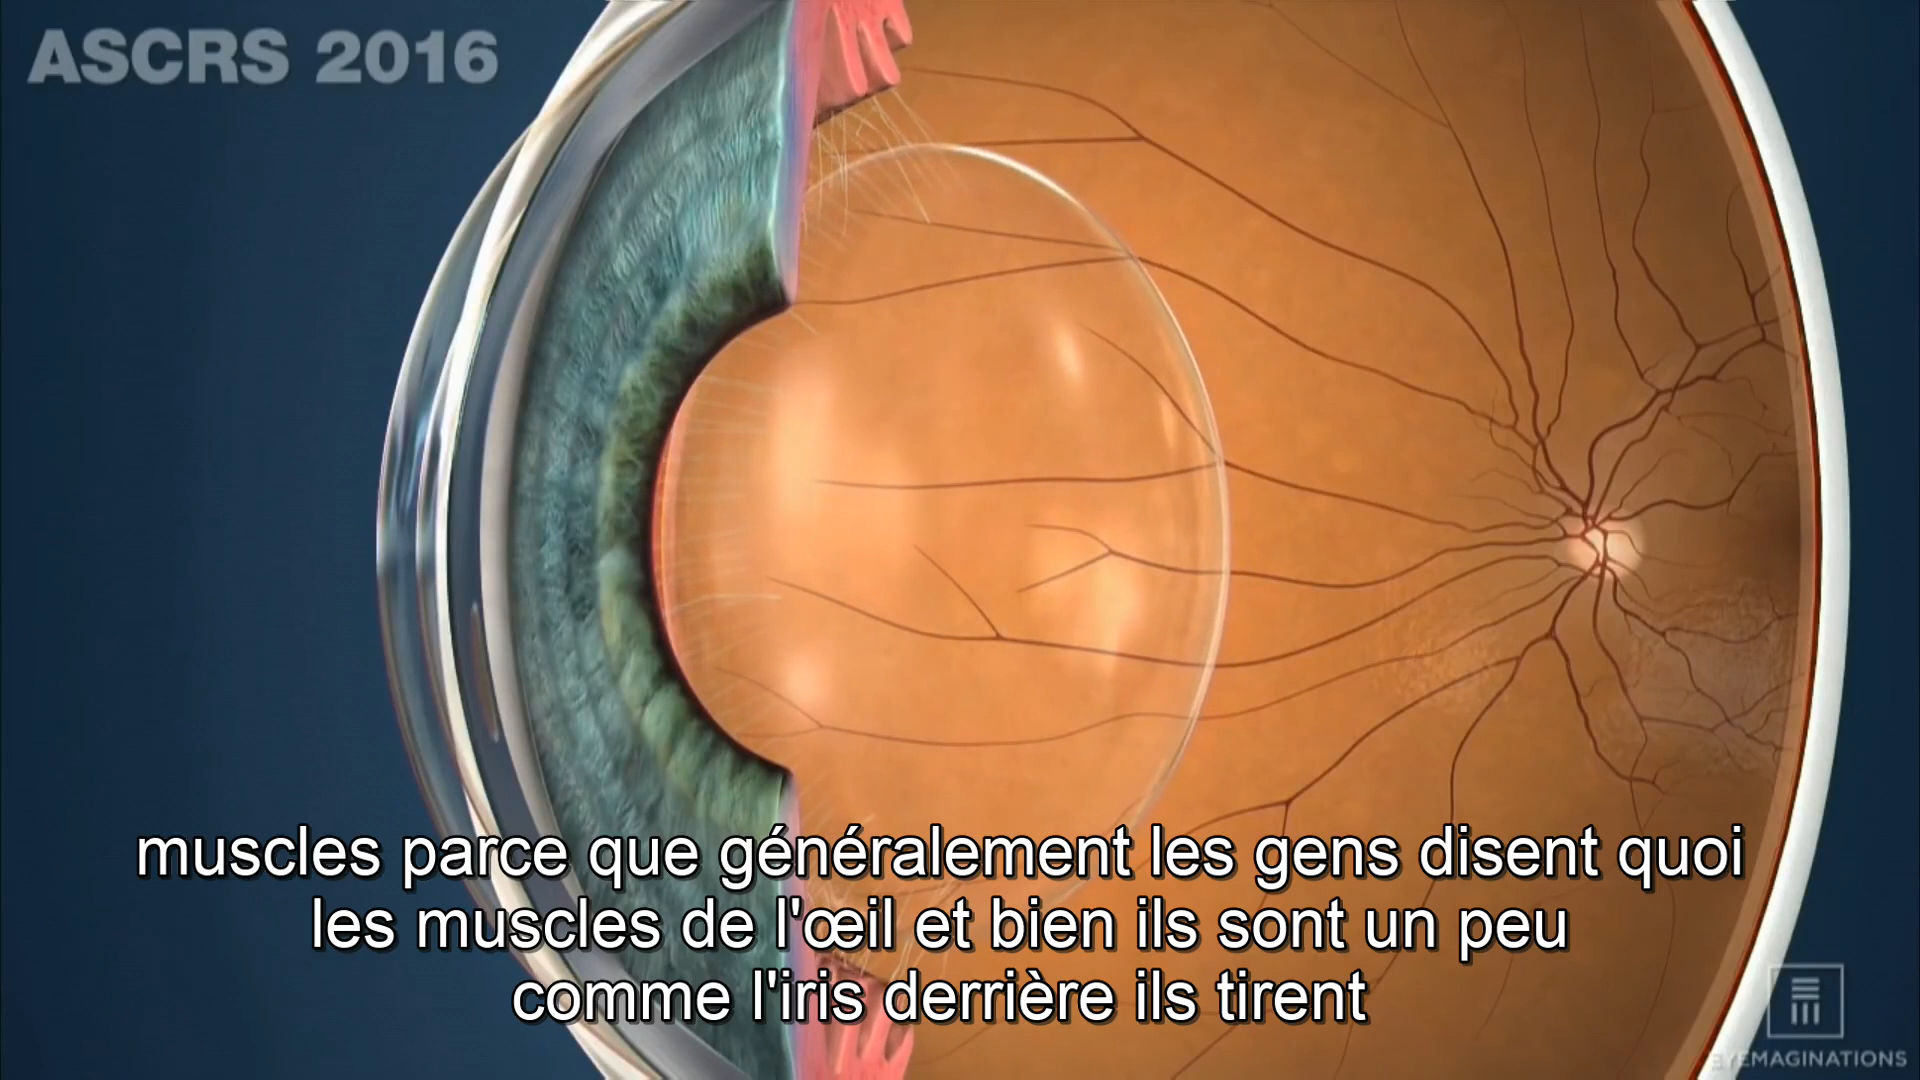 ASCRS 2016
muscles parce que généralement les gens disent quoi
les muscles de l'œil et bien ils sont un peu
comme l'iris derrière ils tirent
EYEMAGINATIONS